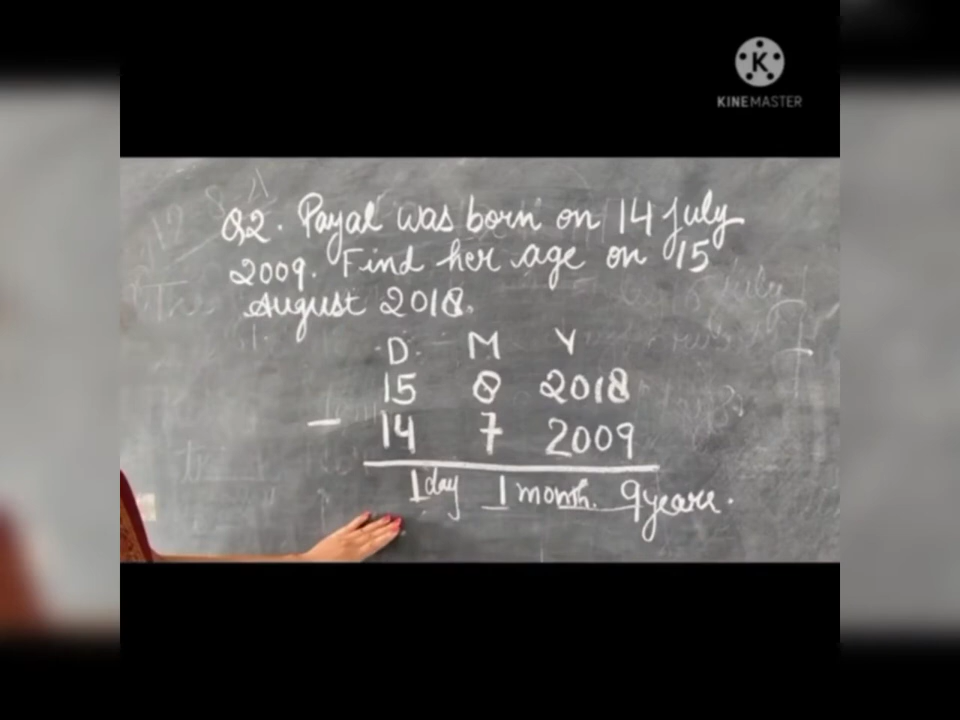 K
KINEMASTER
Q2. Payal was born on 14 July
2009. Find her age on 15
August 2018.
D M Y
15 8 2018
- 14 7 2009
1 day 1 month. 9 years.